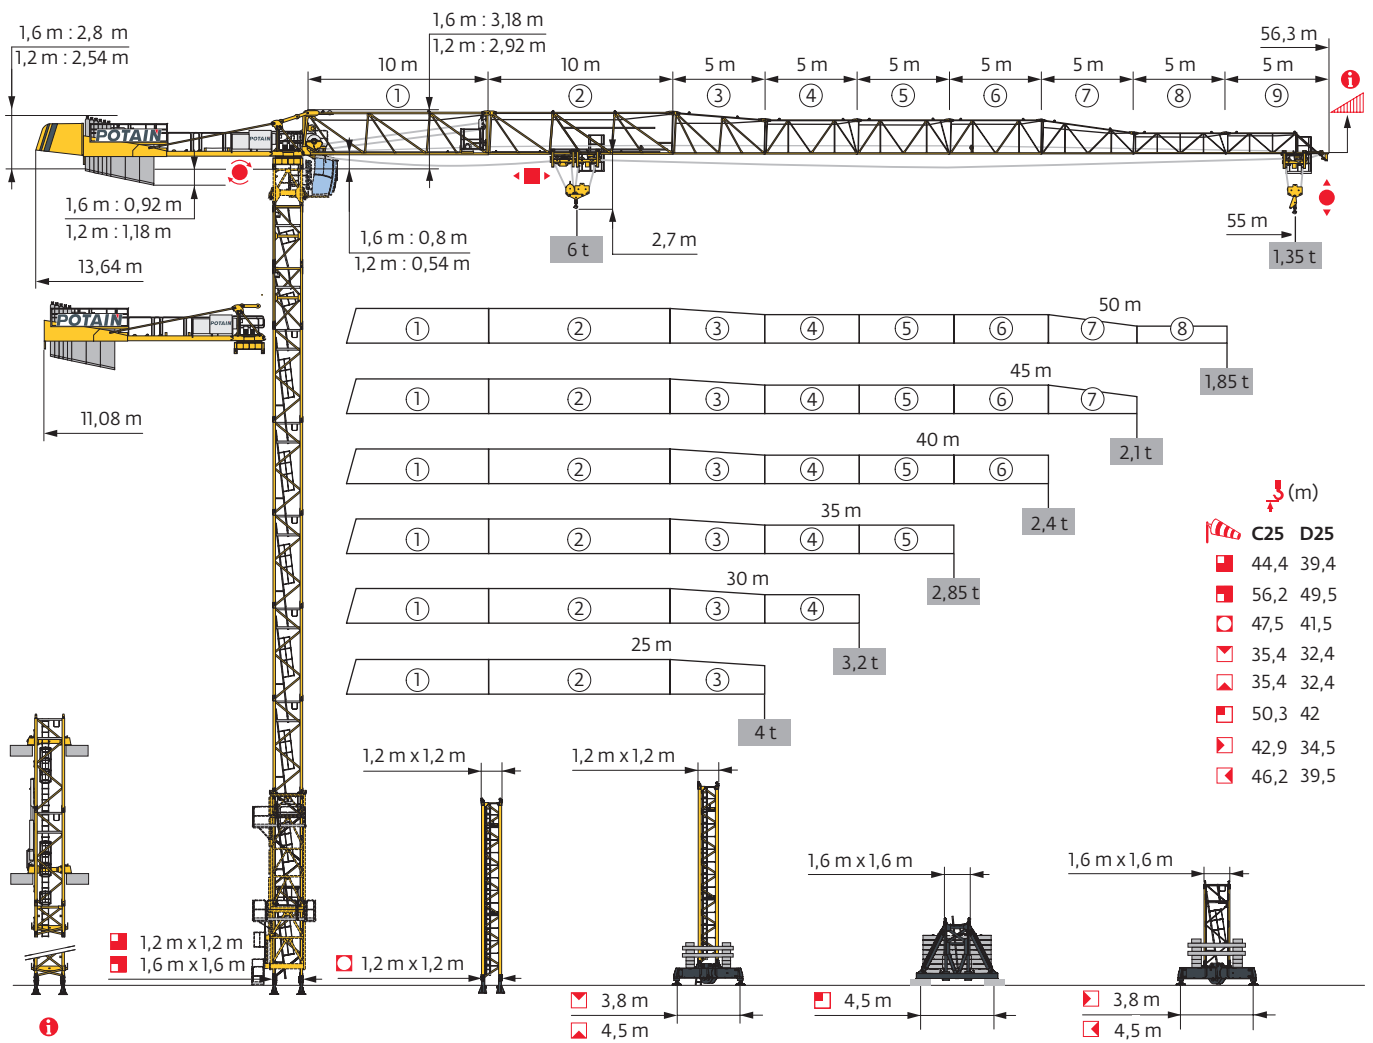 1,6 m : 2,8 m
1,2 m : 2,54 m
1,6 m : 3,18 m
1,2 m : 2,92 m
56,3 m
10 m 10 m 5 m 5 m 5 m 5 m 5 m 5 m 5 m
① ② ③ ④ ⑤ ⑥ ⑦ ⑧ ⑨
i
POTAIN
POTAIN
1,6 m : 0,92 m
1,2 m : 1,18 m
1,6 m : 0,8 m
1,2 m : 0,54 m
6 t
2,7 m
55 m
1,35 t
13,64 m
POTAIN
POTAIN
11,08 m
50 m
① ② ③ ④ ⑤ ⑥ ⑦ ⑧
1,85 t
45 m
① ② ③ ④ ⑤ ⑥ ⑦
2,1 t
40 m
① ② ③ ④ ⑤ ⑥
2,4 t
35 m
① ② ③ ④ ⑤
2,85 t
30 m
① ② ③ ④
3,2 t
25 m
① ② ③
4 t
(m)
C25 D25
44,4 39,4
56,2 49,5
47,5 41,5
35,4 32,4
35,4 32,4
50,3 42
42,9 34,5
46,2 39,5
1,2 m x 1,2 m
1,2 m x 1,2 m
1,6 m x 1,6 m
1,6 m x 1,6 m
1,2 m x 1,2 m
1,6 m x 1,6 m
1,2 m x 1,2 m
3,8 m
4,5 m
4,5 m
3,8 m
4,5 m
i